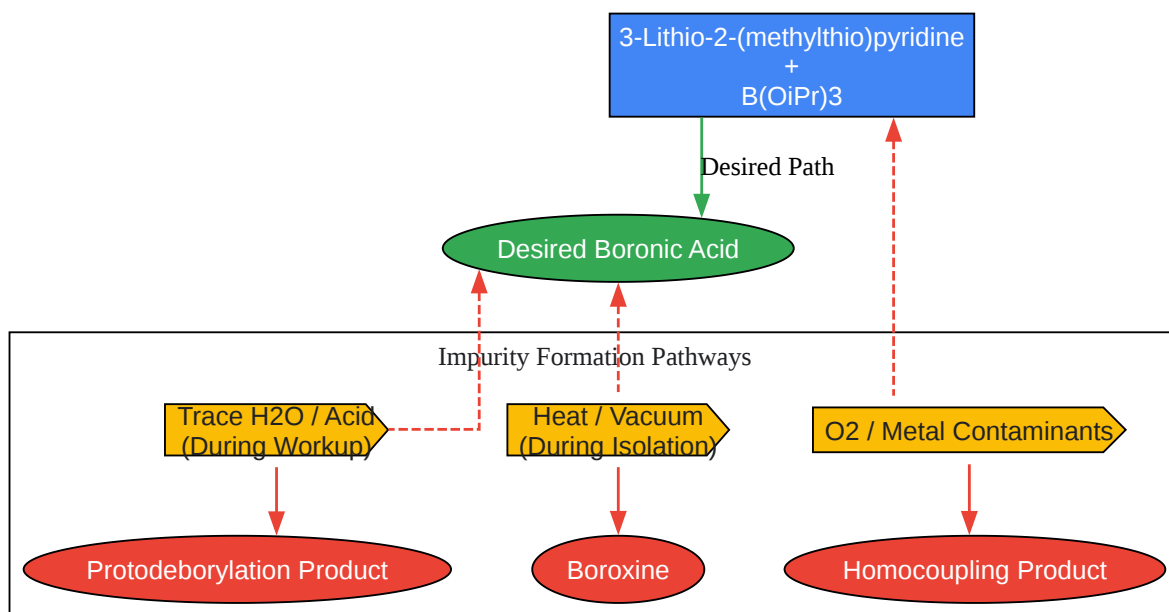 3-Lithio-2-(methylthio)pyridine
+
B(OiPr)3
Desired Path
Desired Boronic Acid
Impurity Formation Pathways
Trace H2O / Acid
(During Workup)
Heat / Vacuum
(During Isolation)
O2 / Metal Contaminants
Protodeborylation Product
Boroxine
Homocoupling Product